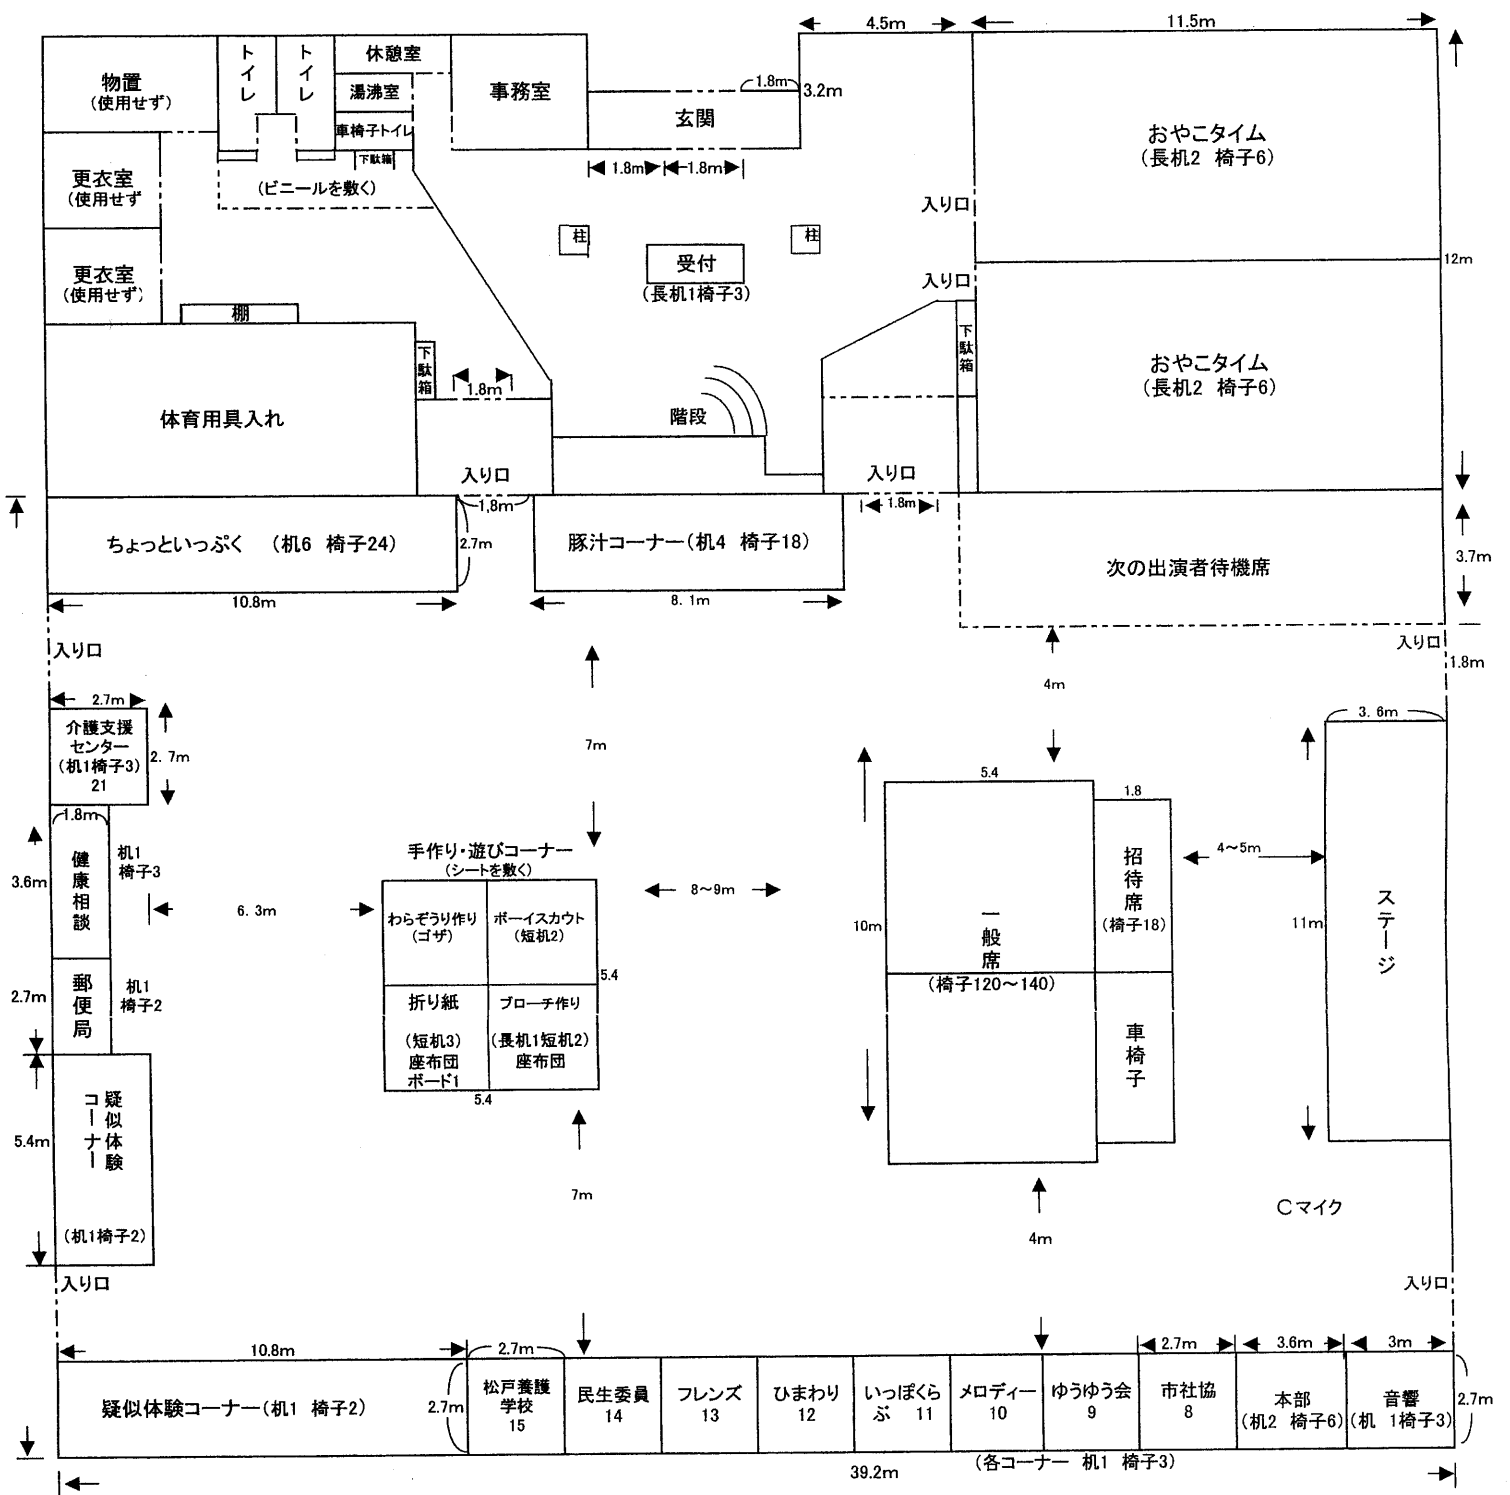 4.5m
11.5m
物置
(使用せず)
トイレ
トイレ
休憩室
湯沸室
車椅子トイレ
下駄箱
(ビニールを敷く)
事務室
1.8m
3.2m
玄関
1.8m
1.8m
おやこタイム
(長机2 椅子6)
更衣室
(使用せず
入り口
柱
柱
受付
(長机1椅子3)
12m
更衣室
(使用せず)
入り口
棚
下駄箱
下駄箱
おやこタイム
(長机2 椅子6)
1.8m
体育用具入れ
階段
入り口
入り口
1.8m
1.8m
ちょっといっぷく (机6 椅子24)
2.7m
豚汁コーナー(机4 椅子18)
次の出演者待機席
3.7m
10.8m
8.1m
入り口
入り口
1.8m
2.7m
4m
介護支援
センター
(机1椅子3)
21
2.7m
7m
3.6m
5.4
1.8
1.8m
健康相談
机1
椅子3
3.6m
手作り・遊びコーナー
(シートを敷く)
6.3m
8～9m
4～5m
わらぞうり作り
(ゴザ)
ボーイスカウト
(短机2)
5.4
10m
一般席
(椅子120～140)
招待席
(椅子18)
11m
ステージ
郵便局
机1
椅子2
2.7m
折り紙
(短机3)
座布団
ボード1
ブローチ作り
(長机1短机2)
座布団
5.4
車椅子
疑似体験
コーナー
(机1椅子2)
5.4m
7m
4m
Cマイク
入り口
入り口
10.8m
2.7m
2.7m
3.6m
3m
疑似体験コーナー(机1 椅子2)
2.7m
松戸養護
学校
15
民生委員
14
フレンズ
13
ひまわり
12
いっぽくら
ぶ 11
メロディー
10
ゆうゆう会
9
市社協
8
本部
(机2 椅子6)
音響
(机 1椅子3)
2.7m
(各コーナー 机1 椅子3)
39.2m